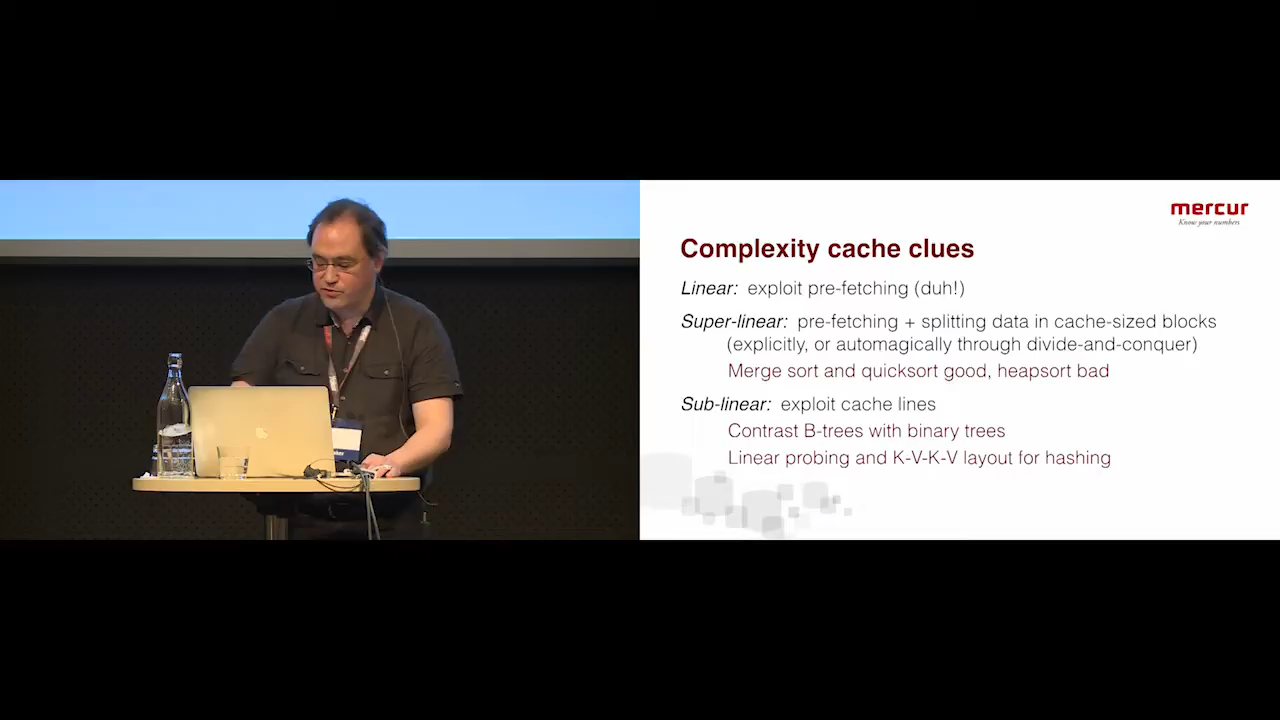 mercur
Know your numbers
Complexity cache clues
Linear: exploit pre-fetching (duh!)
Super-linear: pre-fetching + splitting data in cache-sized blocks
(explicitly, or automagically through divide-and-conquer)
Merge sort and quicksort good, heapsort bad
Sub-linear: exploit cache lines
Contrast B-trees with binary trees
Linear probing and K-V-K-V layout for hashing